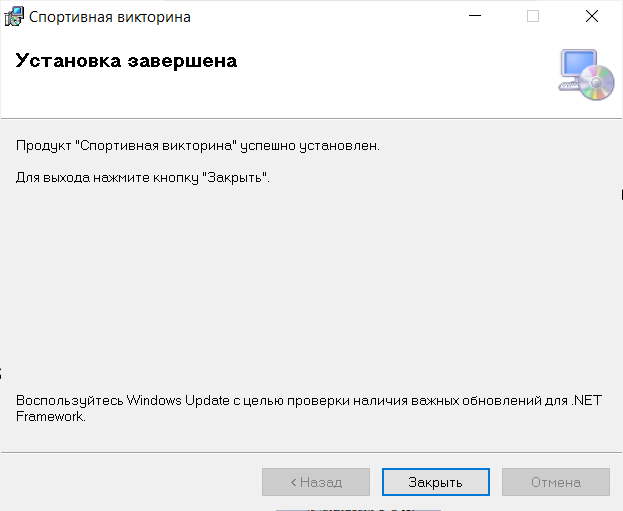 Спортивная викторина
Установка завершена
Продукт "Спортивная викторина" успешно установлен.
Для выхода нажмите кнопку "Закрыть".
Воспользуйтесь Windows Update с целью проверки наличия важных обновлений для .NET
Framework.
< Назад
Закрыть
Отмена